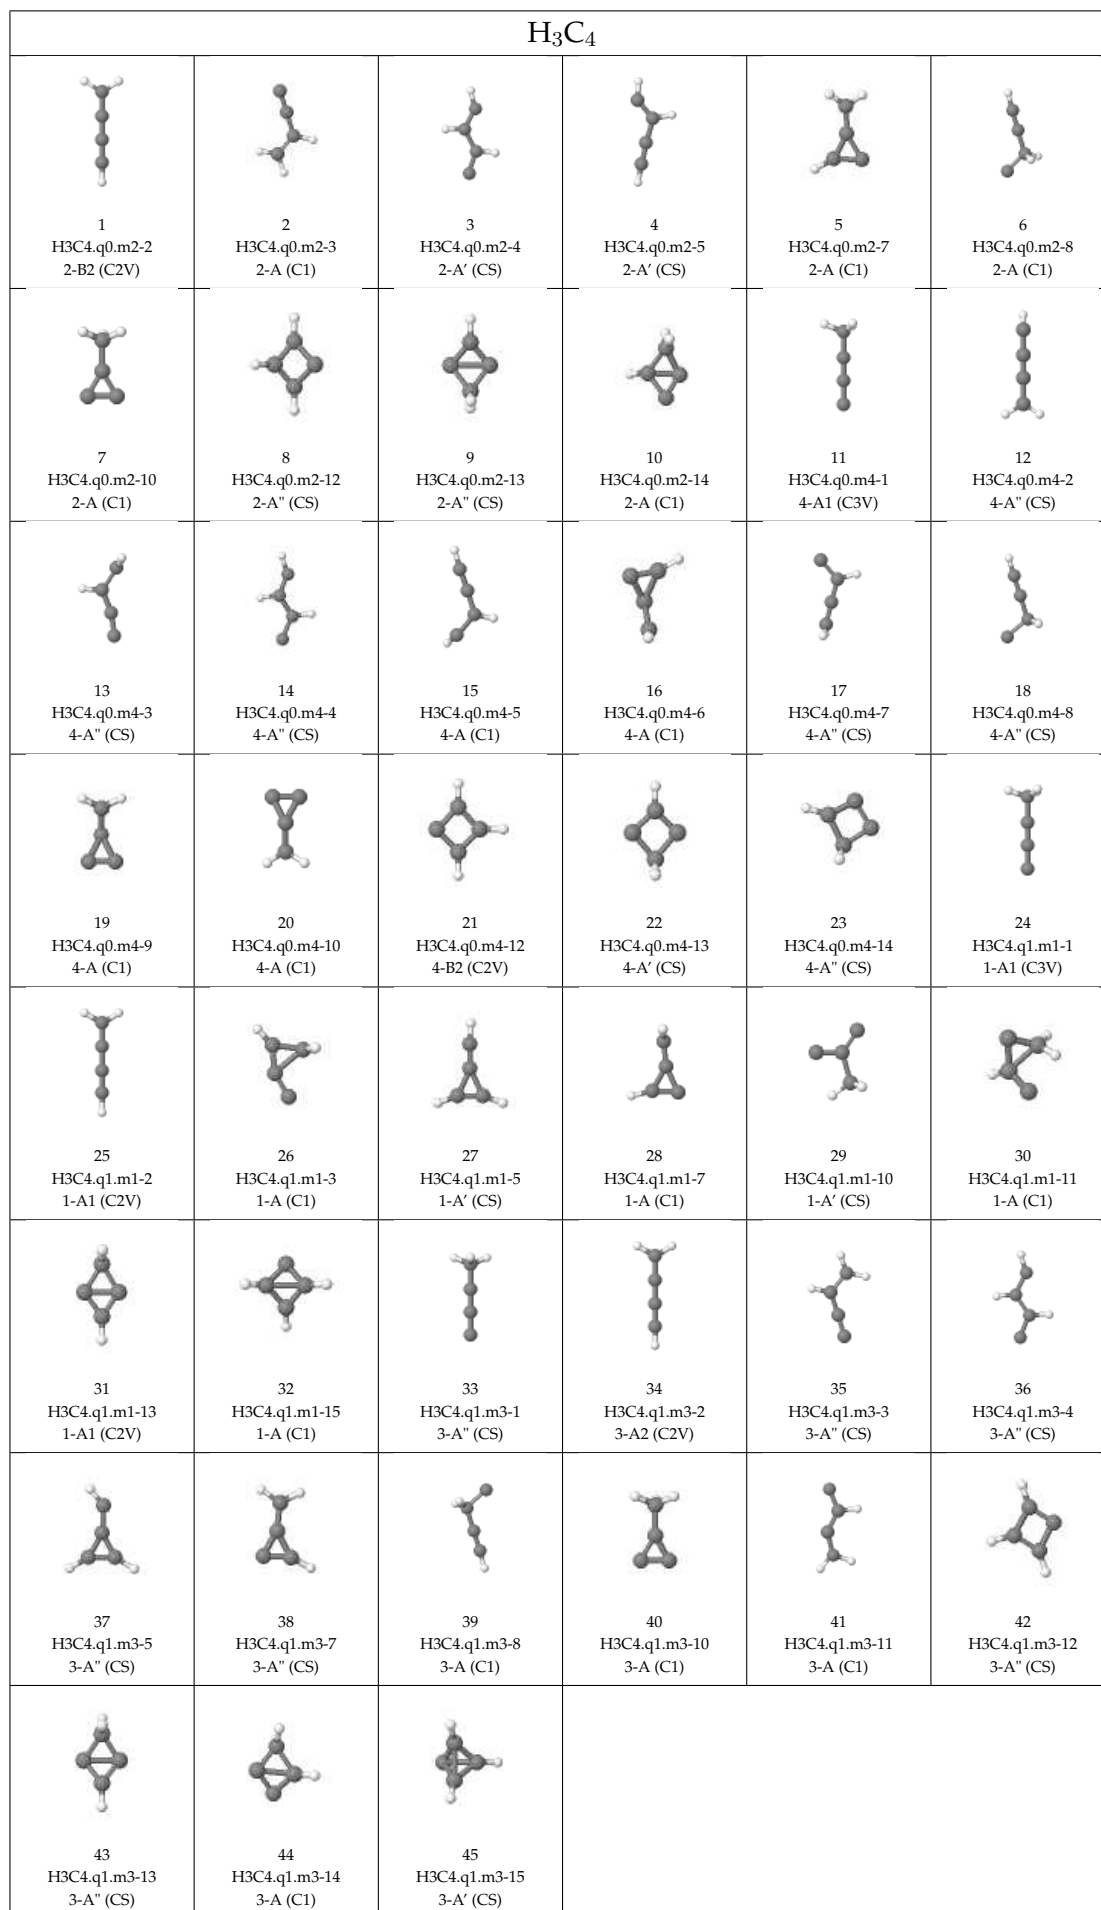 H3C4
1
H3C4.q0.m2-2
2-B2 (C2V)
2
H3C4.q0.m2-3
2-A (C1)
3
H3C4.q0.m2-4
2-A' (CS)
4
H3C4.q0.m2-5
2-A' (CS)
5
H3C4.q0.m2-7
2-A (C1)
6
H3C4.q0.m2-8
2-A (C1)
7
H3C4.q0.m2-10
2-A (C1)
8
H3C4.q0.m2-12
2-A" (CS)
9
H3C4.q0.m2-13
2-A" (CS)
10
H3C4.q0.m2-14
2-A (C1)
11
H3C4.q0.m4-1
4-A1 (C3V)
12
H3C4.q0.m4-2
4-A" (CS)
13
H3C4.q0.m4-3
4-A" (CS)
14
H3C4.q0.m4-4
4-A" (CS)
15
H3C4.q0.m4-5
4-A (C1)
16
H3C4.q0.m4-6
4-A (C1)
17
H3C4.q0.m4-7
4-A" (CS)
18
H3C4.q0.m4-8
4-A" (CS)
19
H3C4.q0.m4-9
4-A (C1)
20
H3C4.q0.m4-10
4-A (C1)
21
H3C4.q0.m4-12
4-B2 (C2V)
22
H3C4.q0.m4-13
4-A' (CS)
23
H3C4.q0.m4-14
4-A" (CS)
24
H3C4.q1.m1-1
1-A1 (C3V)
25
H3C4.q1.m1-2
1-A1 (C2V)
26
H3C4.q1.m1-3
1-A (C1)
27
H3C4.q1.m1-5
1-A' (CS)
28
H3C4.q1.m1-7
1-A (C1)
29
H3C4.q1.m1-10
1-A' (CS)
30
H3C4.q1.m1-11
1-A (C1)
31
H3C4.q1.m1-13
1-A1 (C2V)
32
H3C4.q1.m1-15
1-A (C1)
33
H3C4.q1.m3-1
3-A" (CS)
34
H3C4.q1.m3-2
3-A2 (C2V)
35
H3C4.q1.m3-3
3-A" (CS)
36
H3C4.q1.m3-4
3-A" (CS)
37
H3C4.q1.m3-5
3-A" (CS)
38
H3C4.q1.m3-7
3-A" (CS)
39
H3C4.q1.m3-8
3-A (C1)
40
H3C4.q1.m3-10
3-A (C1)
41
H3C4.q1.m3-11
3-A (C1)
42
H3C4.q1.m3-12
3-A" (CS)
43
H3C4.q1.m3-13
3-A" (CS)
44
H3C4.q1.m3-14
3-A (C1)
45
H3C4.q1.m3-15
3-A' (CS)